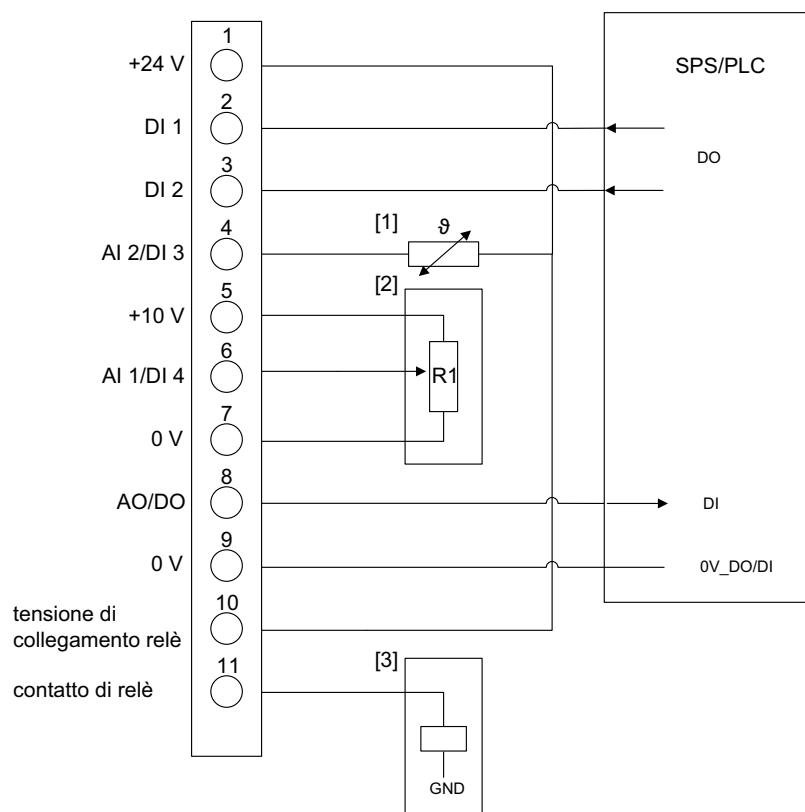 1
+24 V
SPS/PLC
2
DI 1
DO
3
DI 2
4
[1]
ϑ
AI 2/DI 3
5
[2]
+10 V
6
AI 1/DI 4
R1
7
0 V
8
AO/DO
DI
9
0 V
0V_DO/DI
10
tensione di
collegamento relè
11
[3]
contatto di relè
GND